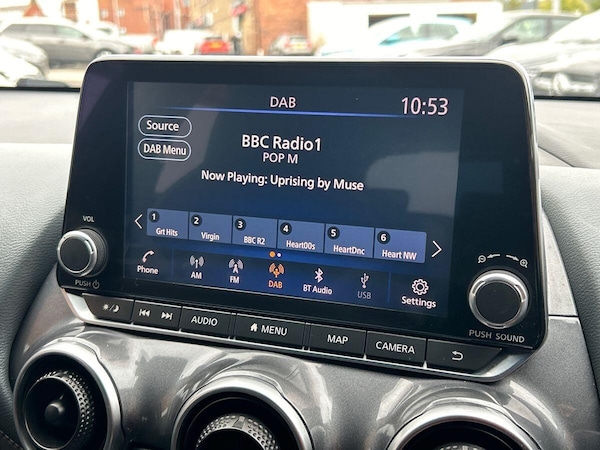 DAB
10:53
Source
BBC Radio1
DAB Menu
POP M
Now Playing: Uprising by Muse
1 2 3 4 5 6
Grt Hits Virgin BBC R2 Heart00s HeartDnc Heart NW
Phone AM FM DAB BT Audio USB Settings
VOL
PUSH
AUDIO MENU MAP CAMERA
PUSH SOUND